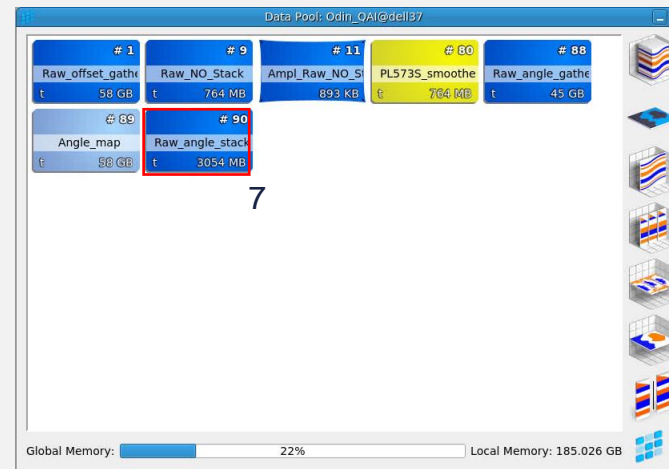 Data Pool: Odin_QAI@dell37
# 1
Raw_offset_gathe
t 58 GB
# 9
Raw_NO_Stack
t 764 MB
# 11
Ampl_Raw_NO_St
893 KB
# 80
PL573S_smoothe
t 764 MB
# 88
Raw_angle_gathe
t 45 GB
# 89
Angle_map
t 58 GB
# 90
Raw_angle_stack
t 3054 MB
7
Global Memory: 22% Local Memory: 185.026 GB